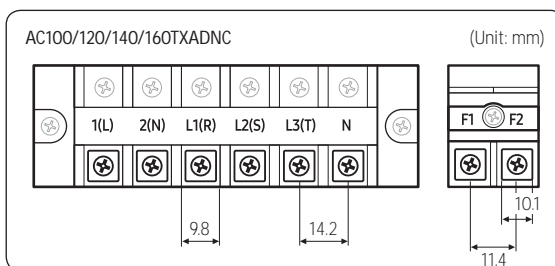 AC100/120/140/160TXADNC (Unit: mm)
1(L) 2(N) L1(R) L2(S) L3(T) N F1 F2
10.1
9.8 14.2
11.4